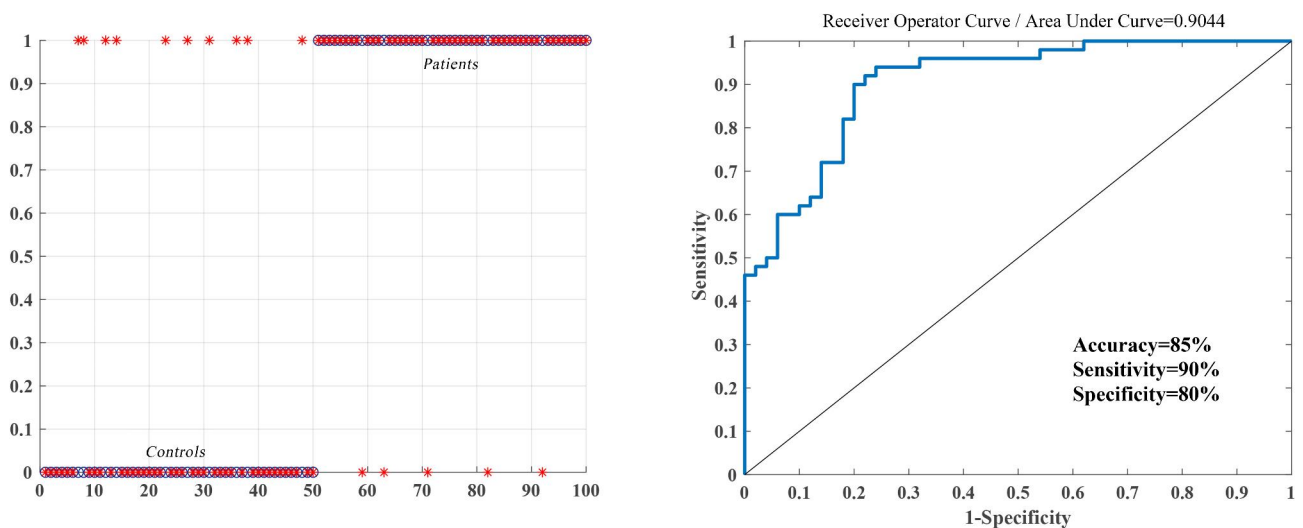 1
0.9
0.8
0.7
0.6
0.5
0.4
0.3
0.2
0.1
0
Patients
Controls
0 10 20 30 40 50 60 70 80 90 100
Receiver Operator Curve / Area Under Curve=0.9044
1
0.9
0.8
0.7
0.6
0.5
0.4
0.3
0.2
0.1
0
Sensitivity
Accuracy=85%
Sensitivity=90%
Specificity=80%
0 0.1 0.2 0.3 0.4 0.5 0.6 0.7 0.8 0.9 1
1-Specificity